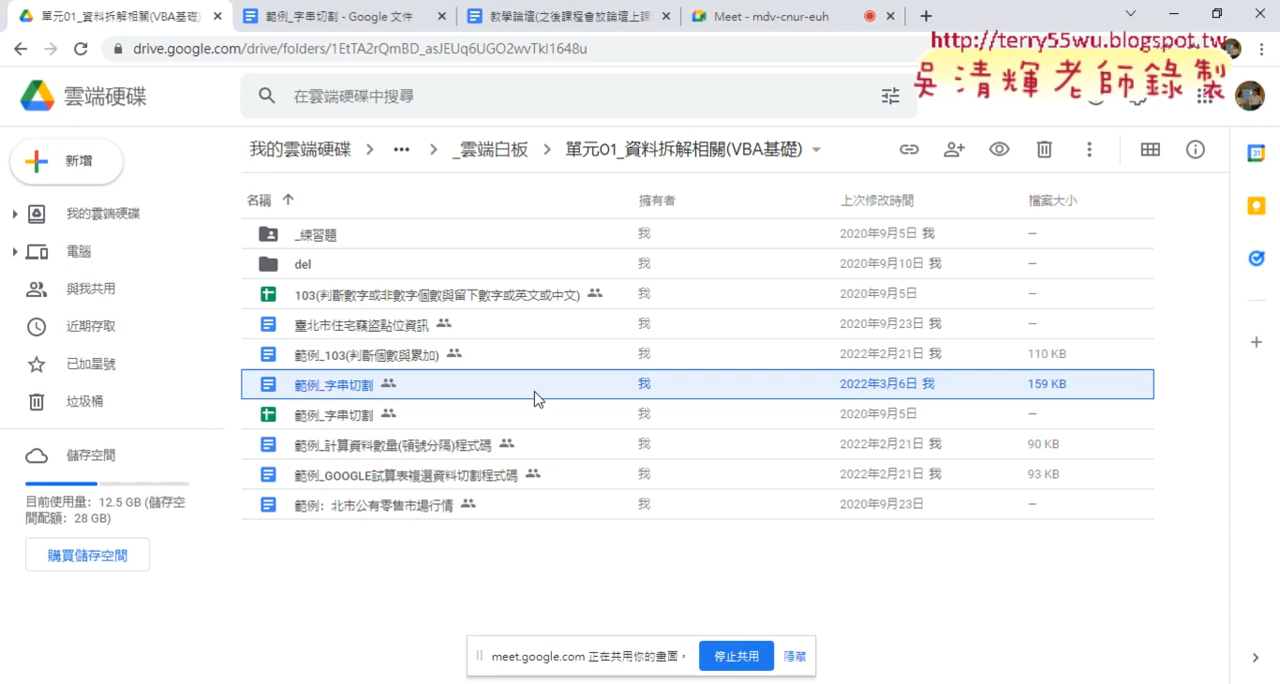 單元01_資料拆解相關(VBA基礎)
範例_字串切割 - Google 文件
教學論壇(之後課程會放論壇上課
Meet - mdv-cnur-euh
drive.google.com/drive/folders/1EtTA2rQmBD_asJEUq6UGO2wvTkI1648u
http://terry55wu.blogspot.tw
吳清輝老師錄製
雲端硬碟
在雲端硬碟中搜尋
新增
我的雲端硬碟
電腦
與我共用
近期存取
已加星號
垃圾桶
儲存空間
目前使用量: 12.5 GB (儲存空
間配額: 28 GB)
購買儲存空間
我的雲端硬碟 > ••• > _雲端白板 > 單元01_資料拆解相關(VBA基礎)
名稱 擁有者 上次修改時間 檔案大小
_練習題 我 2020年9月5日 我 —
del 我 2020年9月10日 我 —
103(判斷數字或非數字個數與留下數字或英文或中文) 我 2020年9月5日 —
臺北市住宅竊盜點位資訊 我 2020年9月23日 我 —
範例_103(判斷個數與累加) 我 2022年2月21日 我 110 KB
範例_字串切割 我 2022年3月6日 我 159 KB
範例_字串切割 我 2020年9月5日 —
範例_計算資料數量(頓號分隔)程式碼 我 2022年2月21日 我 90 KB
範例_GOOGLE試算表複選資料切割程式碼 我 2022年2月21日 我 93 KB
範例: 北市公有零售市場行情 我 2020年9月23日 —
31
meet.google.com 正在共用你的畫面。
停止共用
隱藏